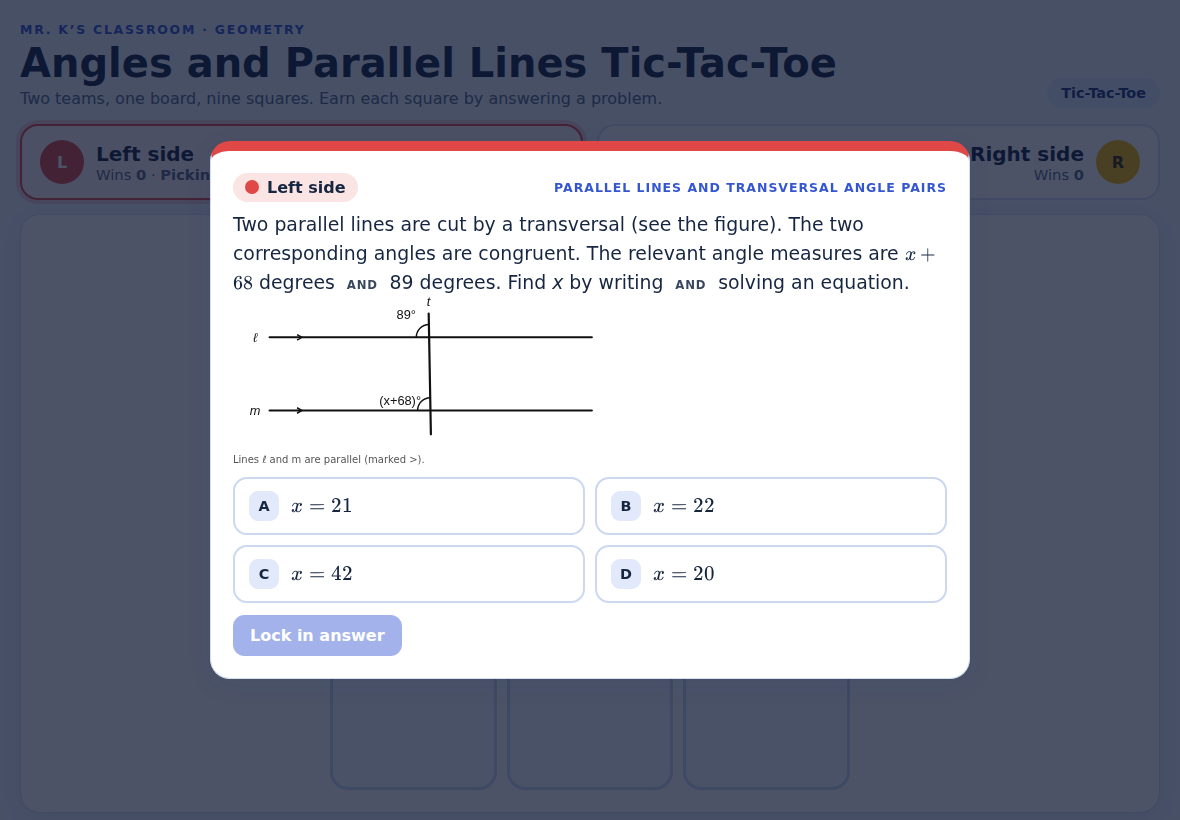 MR. K'S CLASSROOM · GEOMETRY
Angles and Parallel Lines Tic-Tac-Toe
Two teams, one board, nine squares. Earn each square by answering a problem.
Tic-Tac-Toe
L
Left side
Wins 0 · Pickin
Right side
Wins 0
R
Left side
PARALLEL LINES AND TRANSVERSAL ANGLE PAIRS
Two parallel lines are cut by a transversal (see the figure). The two
corresponding angles are congruent. The relevant angle measures are x +
68 degrees AND 89 degrees. Find x by writing AND solving an equation.
t
89°
ℓ
(x+68)°
m
Lines ℓ and m are parallel (marked >).
A x = 21
B x = 22
C x = 42
D x = 20
Lock in answer